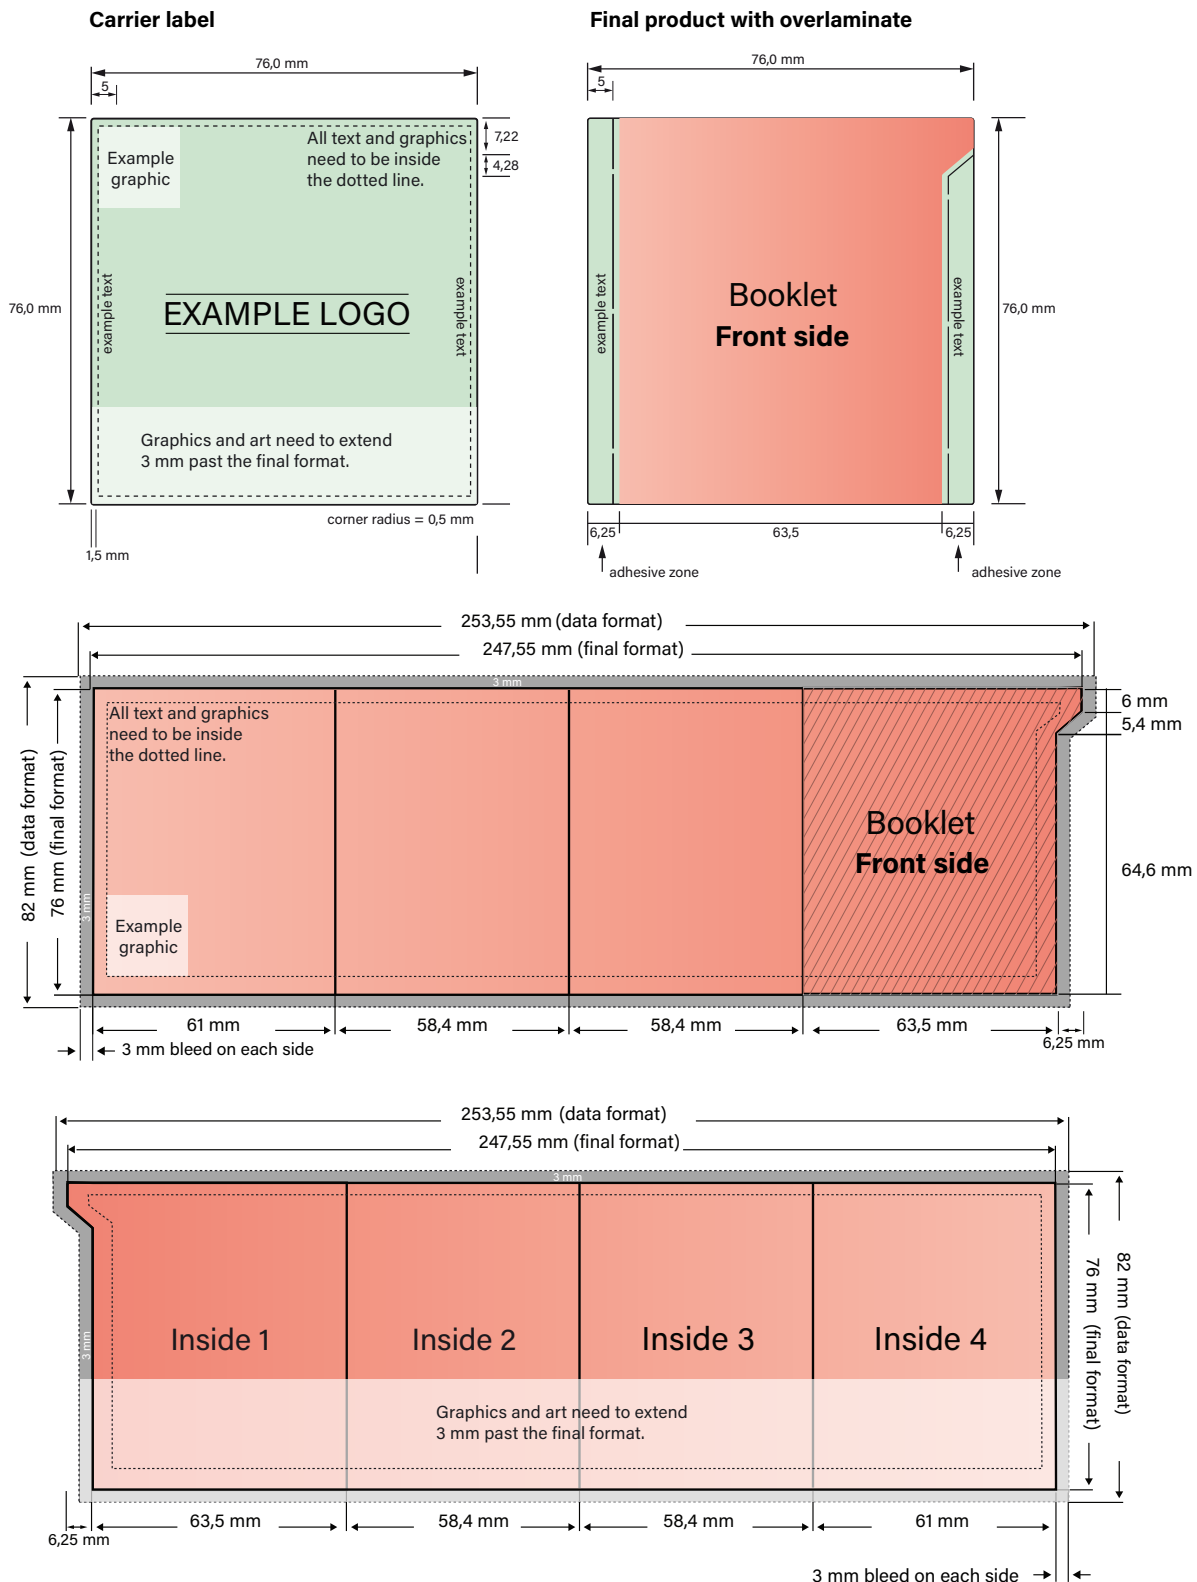 Carrier label
Final product with overlaminate
76,0 mm
5
76,0 mm
5
Example
graphic
All text and graphics
need to be inside
the dotted line.
7,22
4,28
76,0 mm
example text
EXAMPLE LOGO
example text
Graphics and art need to extend
3 mm past the final format.
corner radius = 0,5 mm
1,5 mm
example text
Booklet
Front side
example text
76,0 mm
6,25
63,5
6,25
adhesive zone
adhesive zone
253,55 mm (data format)
247,55 mm (final format)
3 mm
82 mm (data format)
76 mm (final format)
3 mm
All text and graphics
need to be inside
the dotted line.
Example
graphic
Booklet
Front side
6 mm
5,4 mm
64,6 mm
61 mm
58,4 mm
58,4 mm
63,5 mm
6,25 mm
3 mm bleed on each side
253,55 mm (data format)
247,55 mm (final format)
3 mm
3 mm
Inside 1
Inside 2
Inside 3
Inside 4
Graphics and art need to extend
3 mm past the final format.
76 mm (final format)
82 mm (data format)
63,5 mm
58,4 mm
58,4 mm
61 mm
6,25 mm
3 mm bleed on each side